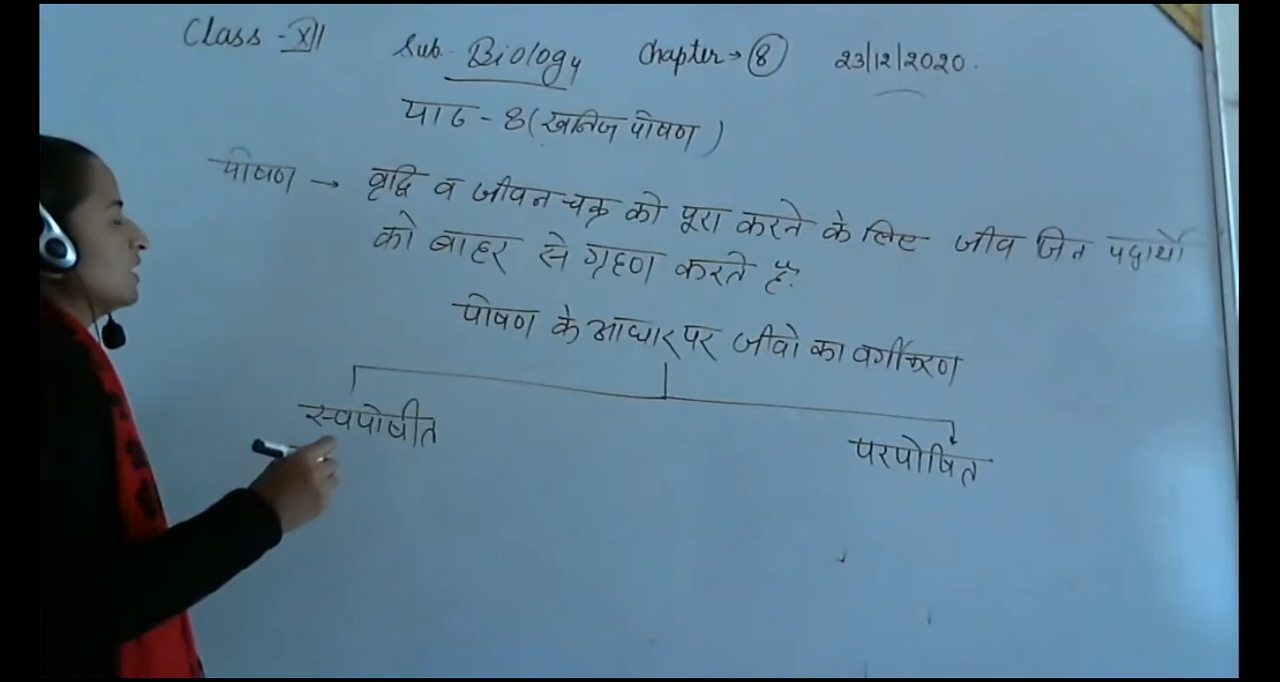 Class - XII Sub. Biology Chapter → 8 23/12/2020.
पाठ - 8 (खनिज पोषण)
पोषण → वृद्वि व जीवन चक्र को पूरा करने के लिए जीव जिन पदार्थो
को बाहर से ग्रहण करते है.
पोषण के आधार पर जीवो का वर्गीकरण
स्वपोषीत परपोषित